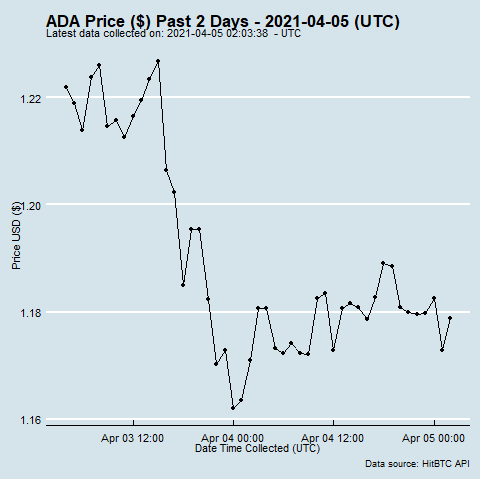 ADA Price ($) Past 2 Days - 2021-04-05 (UTC)
Latest data collected on: 2021-04-05 02:03:38 - UTC
Price USD ($)
1.22
1.20
1.18
1.16
Apr 03 12:00 Apr 04 00:00 Apr 04 12:00 Apr 05 00:00
Date Time Collected (UTC)
Data source: HitBTC API